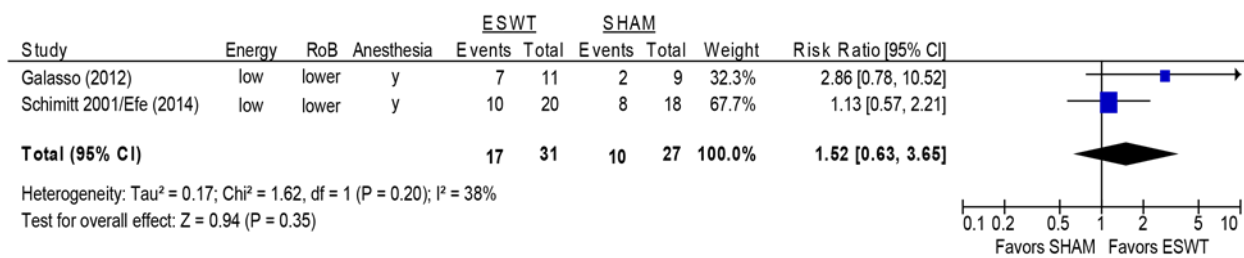 ESWT SHAM
Study Energy RoB Anesthesia Events Total Events Total Weight Risk Ratio [95% CI]
Galasso (2012) low lower y 7 11 2 9 32.3% 2.86 [0.78, 10.52]
Schimitt 2001/Efe (2014) low lower y 10 20 8 18 67.7% 1.13 [0.57, 2.21]
Total (95% CI) 17 31 10 27 100.0% 1.52 [0.63, 3.65]
Heterogeneity: Tau² = 0.17; Chi² = 1.62, df = 1 (P = 0.20); I² = 38%
Test for overall effect: Z = 0.94 (P = 0.35)
0.1 0.2 0.5 1 2 5 10
Favors SHAM Favors ESWT